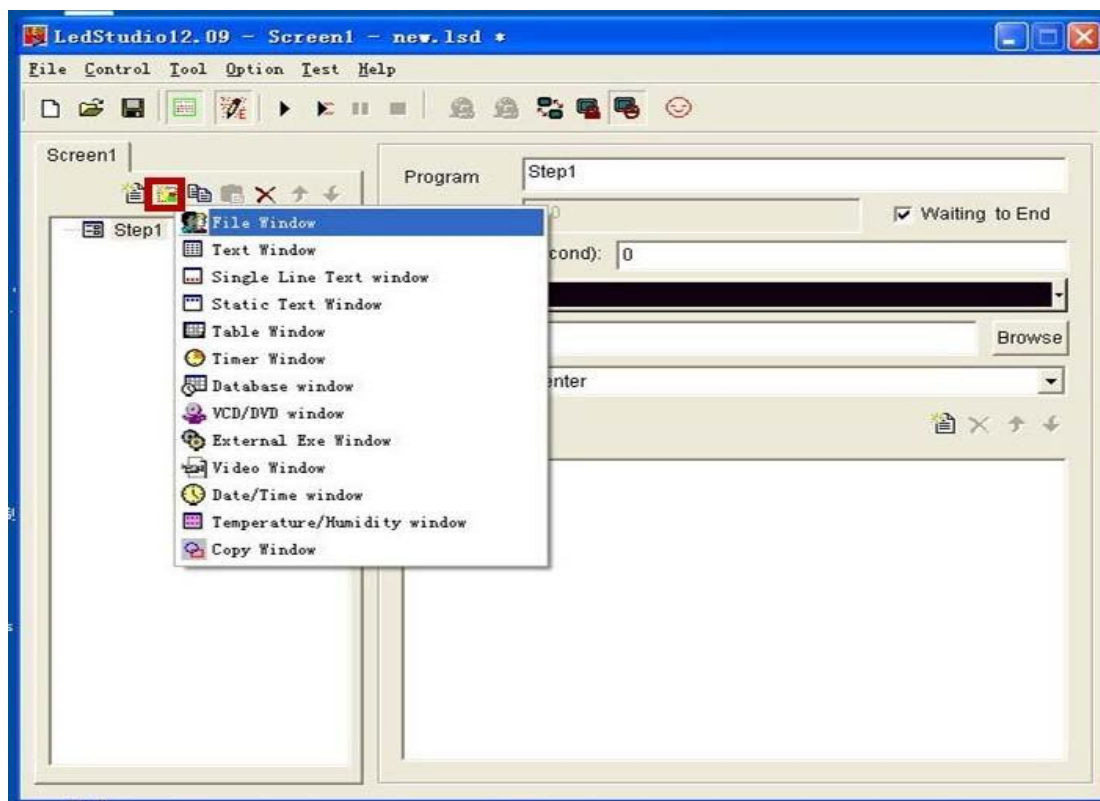 LedStudio12.09 - Screen1 - new.lsd *
File Control Tool Option Test Help
Screen1
Step1
File Window
Text Window
Single Line Text window
Static Text Window
Table Window
Timer Window
Database window
VCD/DVD window
External Exe Window
Video Window
Date/Time window
Temperature/Humidity window
Copy Window
Program Step1
Waiting to End
cond): 0
Browse
enter